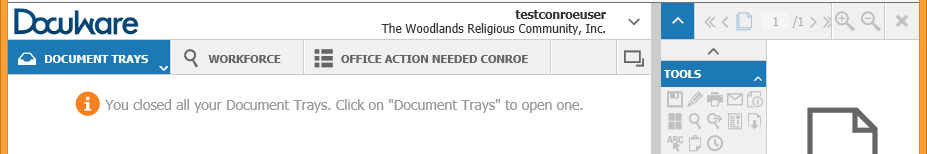 DocuWare
testconroeuser
The Woodlands Religious Community, Inc.
1 /1
DOCUMENT TRAYS
WORKFORCE
OFFICE ACTION NEEDED CONROE
You closed all your Document Trays. Click on "Document Trays" to open one.
TOOLS
ABC